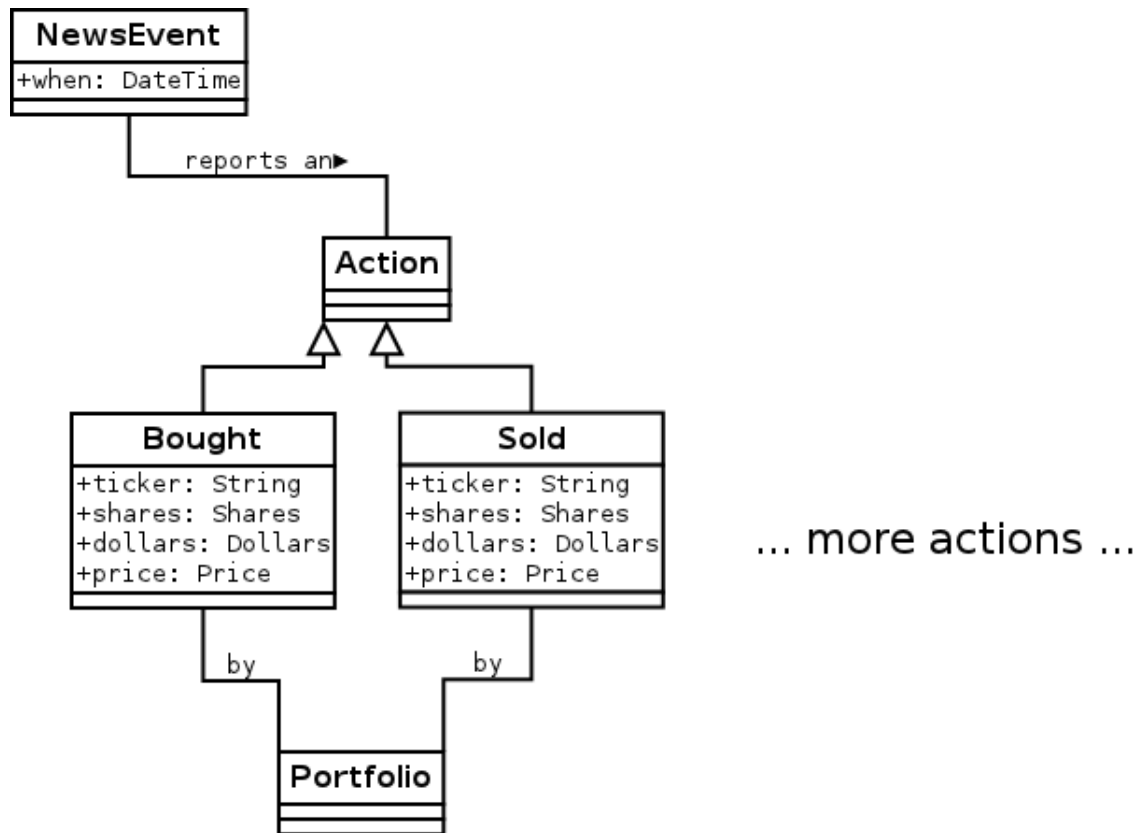 NewsEvent
+when: DateTime
reports an►
Action
Bought
+ticker: String
+shares: Shares
+dollars: Dollars
+price: Price
Sold
+ticker: String
+shares: Shares
+dollars: Dollars
+price: Price
... more actions ...
by
by
Portfolio